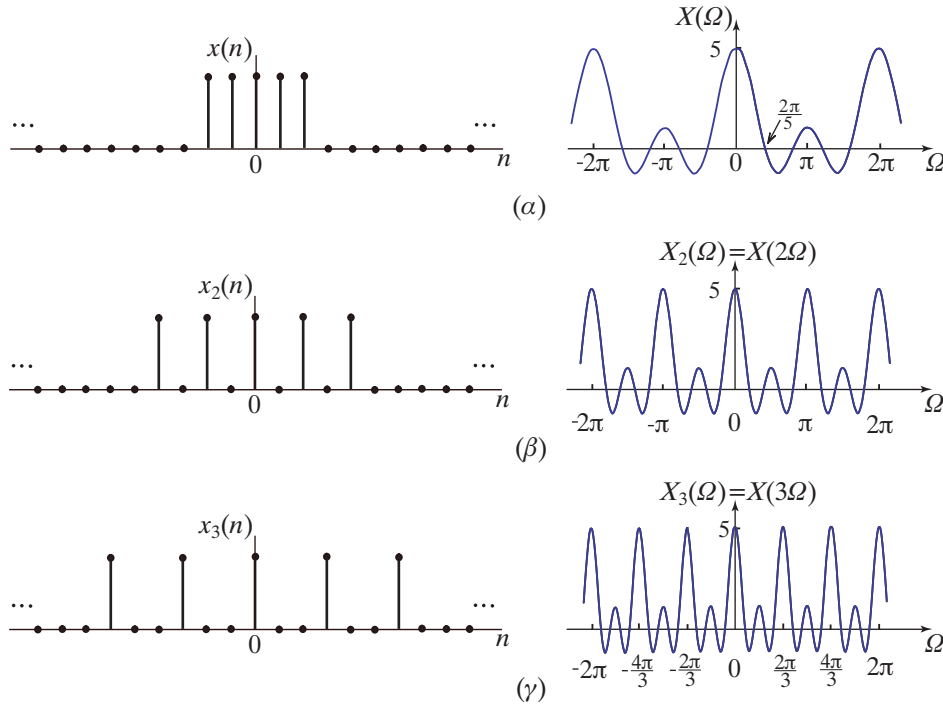 x(n)
...
...
0
n
X(Ω)
5
2π/5
-2π
-π
0
π
2π
Ω
(α)
x₂(n)
...
...
0
n
X₂(Ω)=X(2Ω)
5
-2π
-π
0
π
2π
Ω
(β)
x₃(n)
...
...
0
n
X₃(Ω)=X(3Ω)
5
-2π
-4π/3
-2π/3
0
2π/3
4π/3
2π
Ω
(γ)